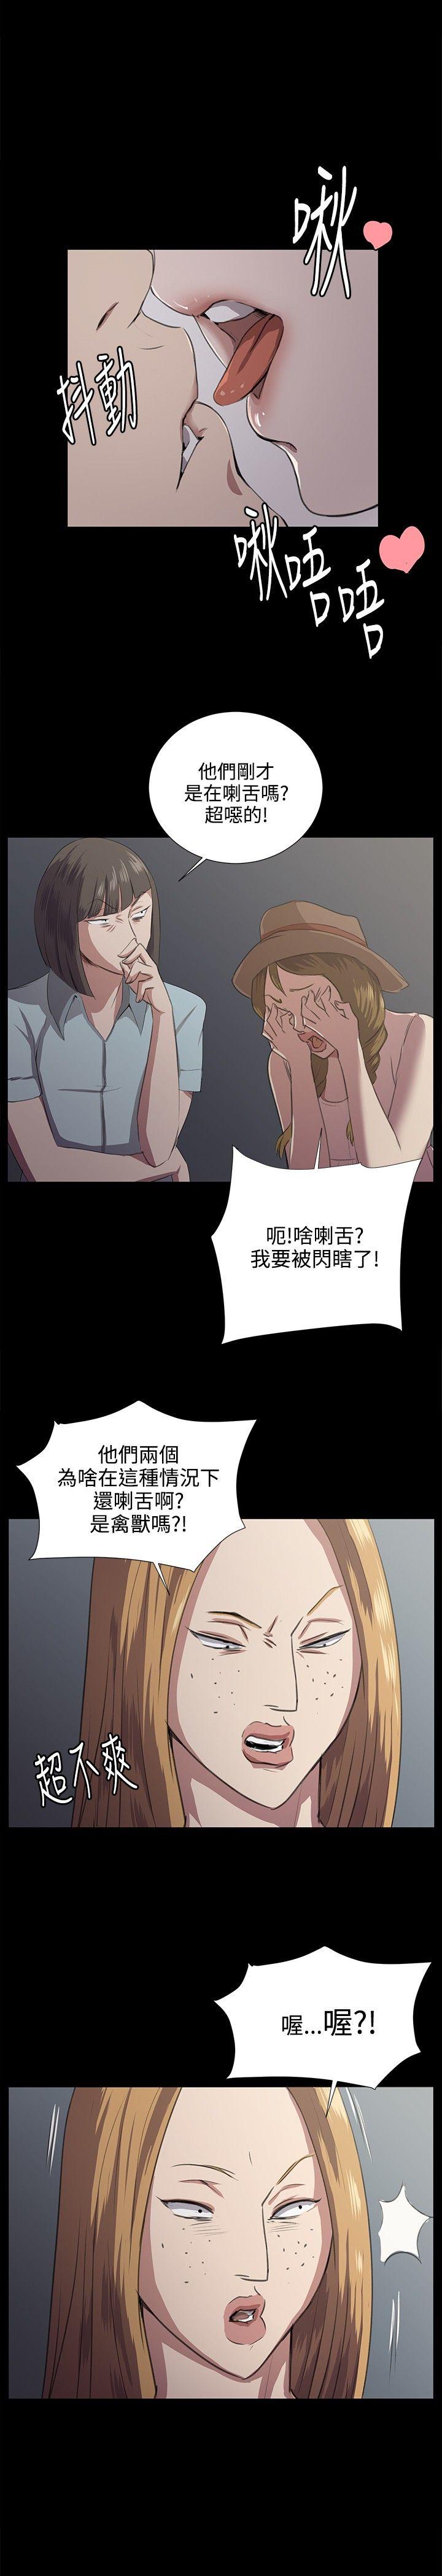 啾
抖動
啾唔唔
他們剛才
是在喇舌嗎?
超噁的!
呃!啥喇舌?
我要被閃瞎了!
他們兩個
為啥在這種情況下
還喇舌啊?
是禽獸嗎?!
超不爽
喔...喔?!